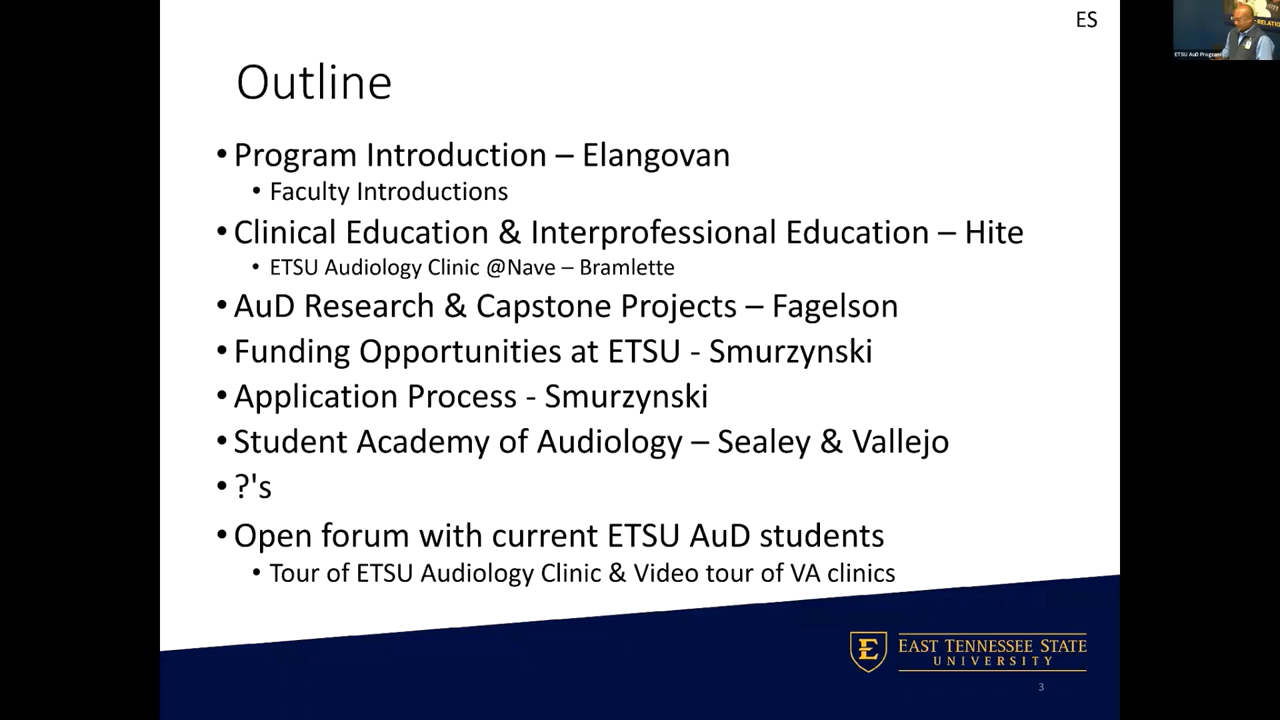 ES
Outline
• Program Introduction – Elangovan
• Faculty Introductions
• Clinical Education & Interprofessional Education – Hite
• ETSU Audiology Clinic @Nave – Bramlette
• AuD Research & Capstone Projects – Fagelson
• Funding Opportunities at ETSU - Smurzynski
• Application Process - Smurzynski
• Student Academy of Audiology – Sealey & Vallejo
• ?'s
• Open forum with current ETSU AuD students
• Tour of ETSU Audiology Clinic & Video tour of VA clinics
E
EAST TENNESSEE STATE
UNIVERSITY
3
ETSU AuD Program